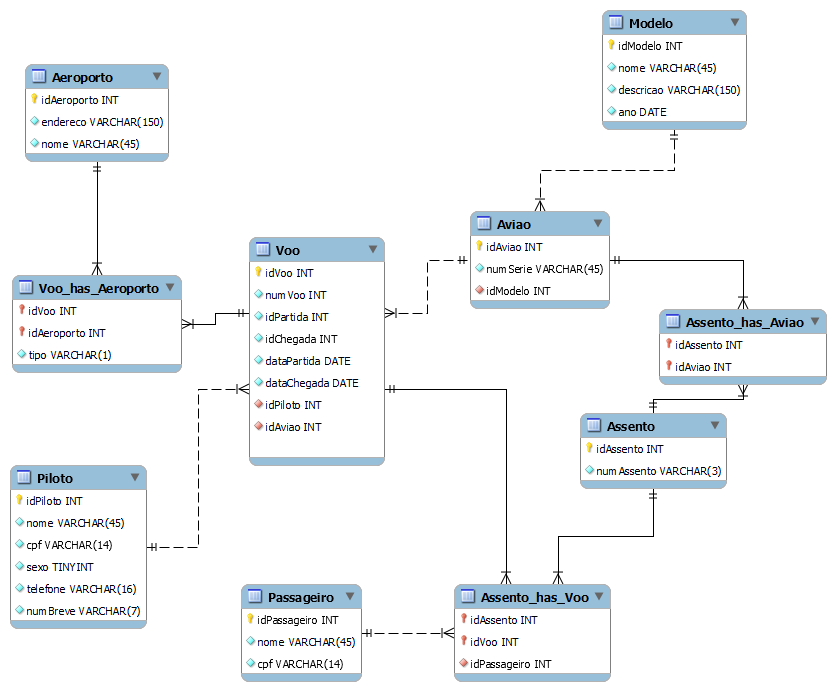 Modelo
idModelo INT
nome VARCHAR(45)
descricao VARCHAR(150)
ano DATE
Aeroporto
idAeroporto INT
endereco VARCHAR(150)
nome VARCHAR(45)
Aviao
idAviao INT
numSerie VARCHAR(45)
idModelo INT
Voo
idVoo INT
numVoo INT
idPartida INT
idChegada INT
dataPartida DATE
dataChegada DATE
idPiloto INT
idAviao INT
Voo_has_Aeroporto
idVoo INT
idAeroporto INT
tipo VARCHAR(1)
Assento_has_Aviao
idAssento INT
idAviao INT
Assento
idAssento INT
numAssento VARCHAR(3)
Piloto
idPiloto INT
nome VARCHAR(45)
cpf VARCHAR(14)
sexo TINYINT
telefone VARCHAR(16)
numBreve VARCHAR(7)
Passageiro
idPassageiro INT
nome VARCHAR(45)
cpf VARCHAR(14)
Assento_has_Voo
idAssento INT
idVoo INT
idPassageiro INT